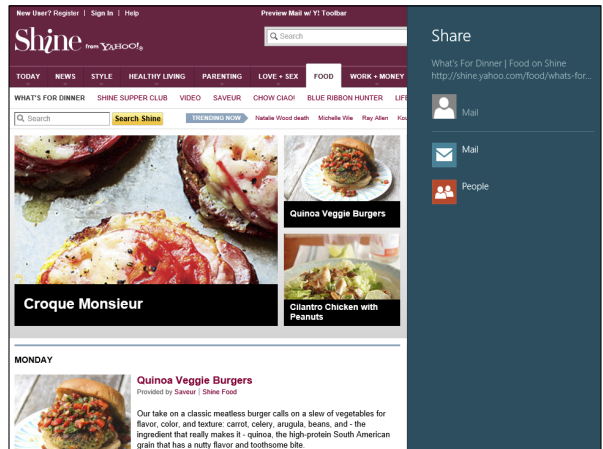 New User? Register | Sign In | Help
Preview Mail w/ Y! Toolbar
Shine from YAHOO!®
Search
TODAY NEWS STYLE HEALTHY LIVING PARENTING LOVE + SEX FOOD WORK + MONEY
WHAT'S FOR DINNER SHINE SUPPER CLUB VIDEO SAVEUR CHOW CIAO! BLUE RIBBON HUNTER LIFE
Search
Search Shine
TRENDING NOW Natalie Wood death Michelle Wie Ray Allen Kou
Croque Monsieur
Quinoa Veggie Burgers
Cilantro Chicken with
Peanuts
MONDAY
Quinoa Veggie Burgers
Provided by Saveur | Shine Food
Our take on a classic meatless burger calls on a slew of vegetables for
flavor, color, and texture: carrot, celery, arugula, beans, and - the
ingredient that really makes it - quinoa, the high-protein South American
grain that has a nutty flavor and toothsome bite.
Share
What's For Dinner | Food on Shine
http://shine.yahoo.com/food/whats-for...
Mail
Mail
People